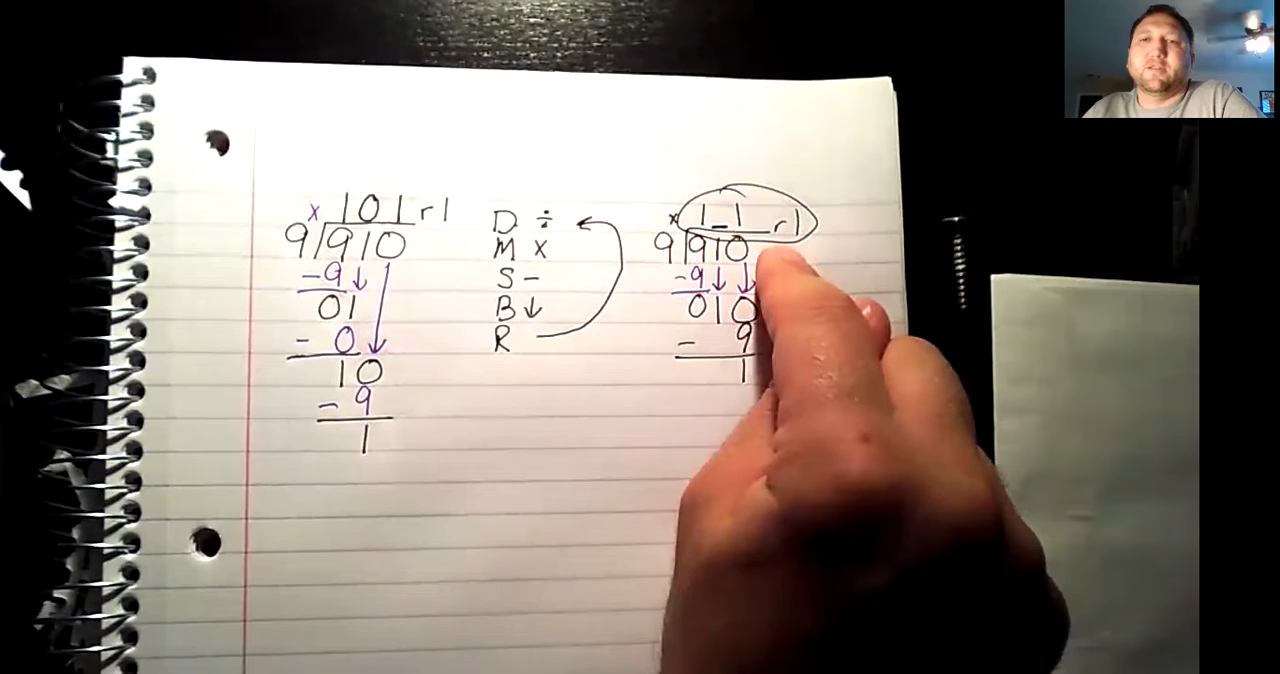 x 101 r1
9|910
-9↓
01
- 0↓
10
- 9
1
D ÷
M x
S -
B ↓
R
x 1_1 r1
9|910
-9↓ ↓
010
- 9
1